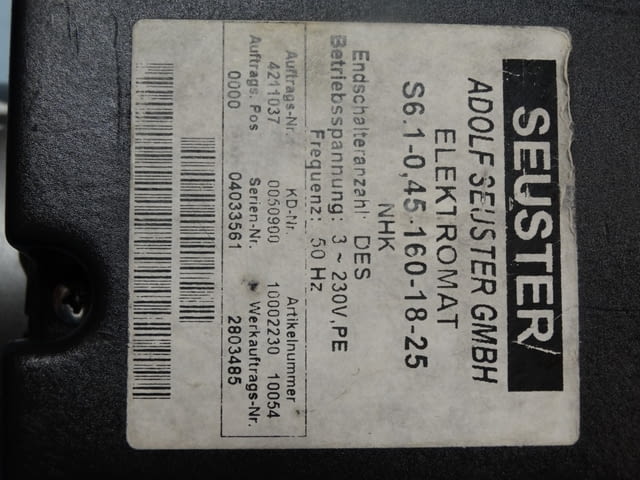 SEUSTER
ADOLF SEUSTER GMBH
ELEKTROMAT
S6.1-0,45.160-18-25
NHK
Endschalteranzahl: DES
Betriebsspannung: 3 ~ 230V,PE
Frequenz: 50 Hz
Auftrags-Nr. KD-Nr. Artikelnummer
4211037 0050900 10002230 10054
Auftrags. Pos Serien-Nr. Werkauftrags-Nr.
0000 04033561 2803485